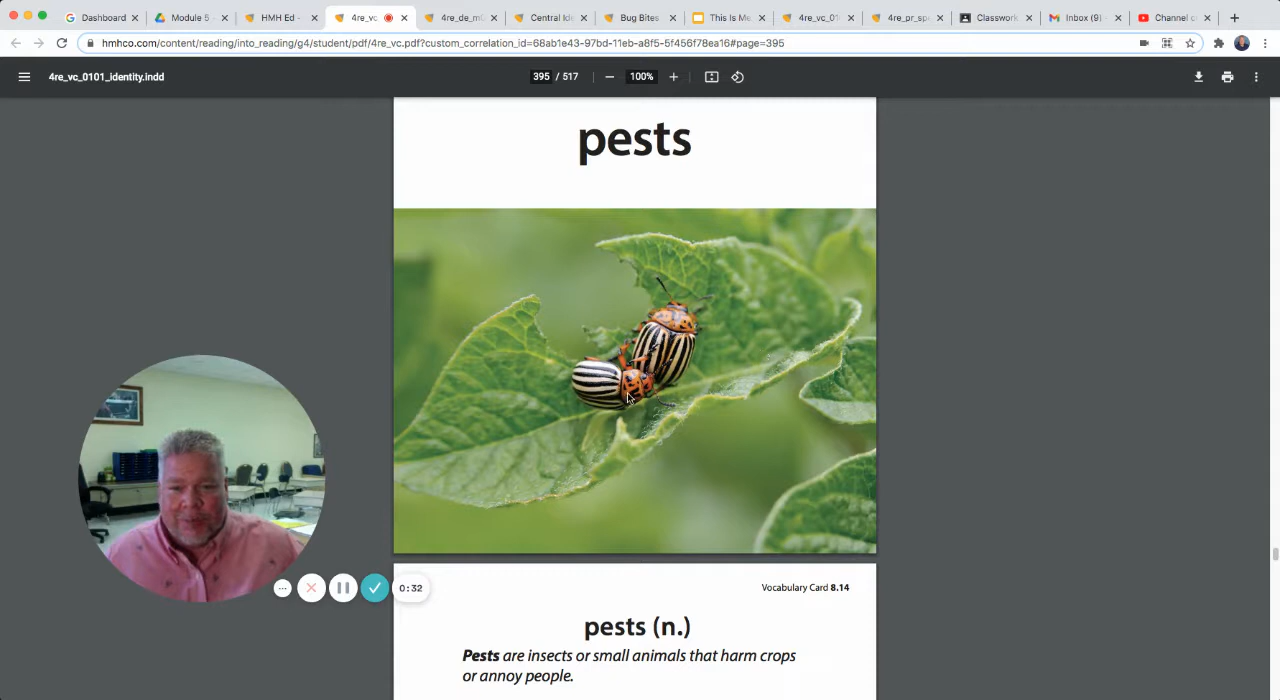 Dashboard
Module 5 -
HMH Ed -
4re_vc
4re_de_m
Central Id
Bug Bites
This Is Me
4re_vc_01
4re_pr_sp
Classwork
Inbox (9)
Channel c
hmhco.com/content/reading/into_reading/g4/student/pdf/4re_vc.pdf?custom_correlation_id=68ab1e43-97bd-11eb-a8f5-5f456f78ea16#page=395
4re_vc_0101_identity.indd
395 / 517
100%
pests
0:32
Vocabulary Card 8.14
pests (n.)
Pests are insects or small animals that harm crops
or annoy people.